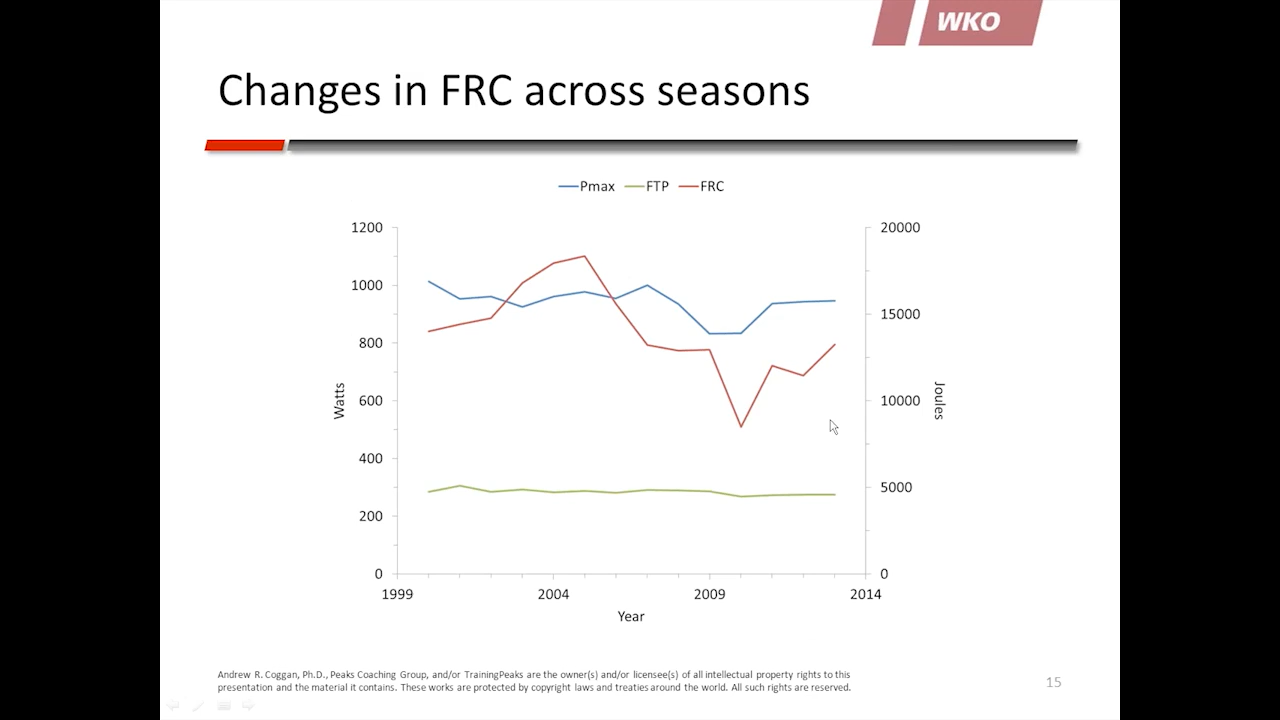 WKO
Changes in FRC across seasons
Pmax FTP FRC
1200
1000
800
600
400
200
0
Watts
20000
15000
10000
5000
0
Joules
1999 2004 2009 2014
Year
Andrew R. Coggan, Ph.D., Peaks Coaching Group, and/or TrainingPeaks are the owner(s) and/or licensee(s) of all intellectual property rights to this
presentation and the material it contains. These works are protected by copyright laws and treaties around the world. All such rights are reserved.
15